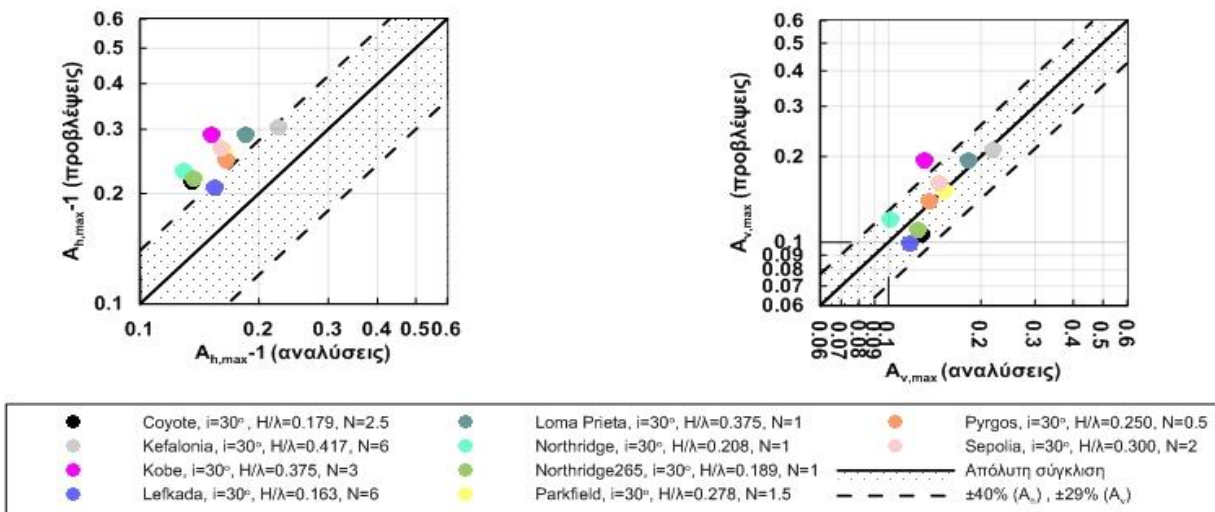 0.6
0.5
0.4
0.3
0.2
0.1
A_h,max-1 (προβλέψεις)
0.1 0.2 0.3 0.4 0.5 0.6
A_h,max-1 (αναλύσεις)
0.6
0.5
0.4
0.3
0.2
0.1
0.09
0.08
0.07
0.06
A_v,max (προβλέψεις)
0.06 0.07 0.08 0.09 0.1 0.2 0.3 0.4 0.5 0.6
A_v,max (αναλύσεις)
Coyote, i=30°, H/λ=0.179, N=2.5
Kefalonia, i=30°, H/λ=0.417, N=6
Kobe, i=30°, H/λ=0.375, N=3
Lefkada, i=30°, H/λ=0.163, N=6
Loma Prieta, i=30°, H/λ=0.375, N=1
Northridge, i=30°, H/λ=0.208, N=1
Northridge265, i=30°, H/λ=0.189, N=1
Parkfield, i=30°, H/λ=0.278, N=1.5
Pyrgos, i=30°, H/λ=0.250, N=0.5
Sepolia, i=30°, H/λ=0.300, N=2
Απόλυτη σύγκλιση
±40% (A_h) , ±29% (A_v)